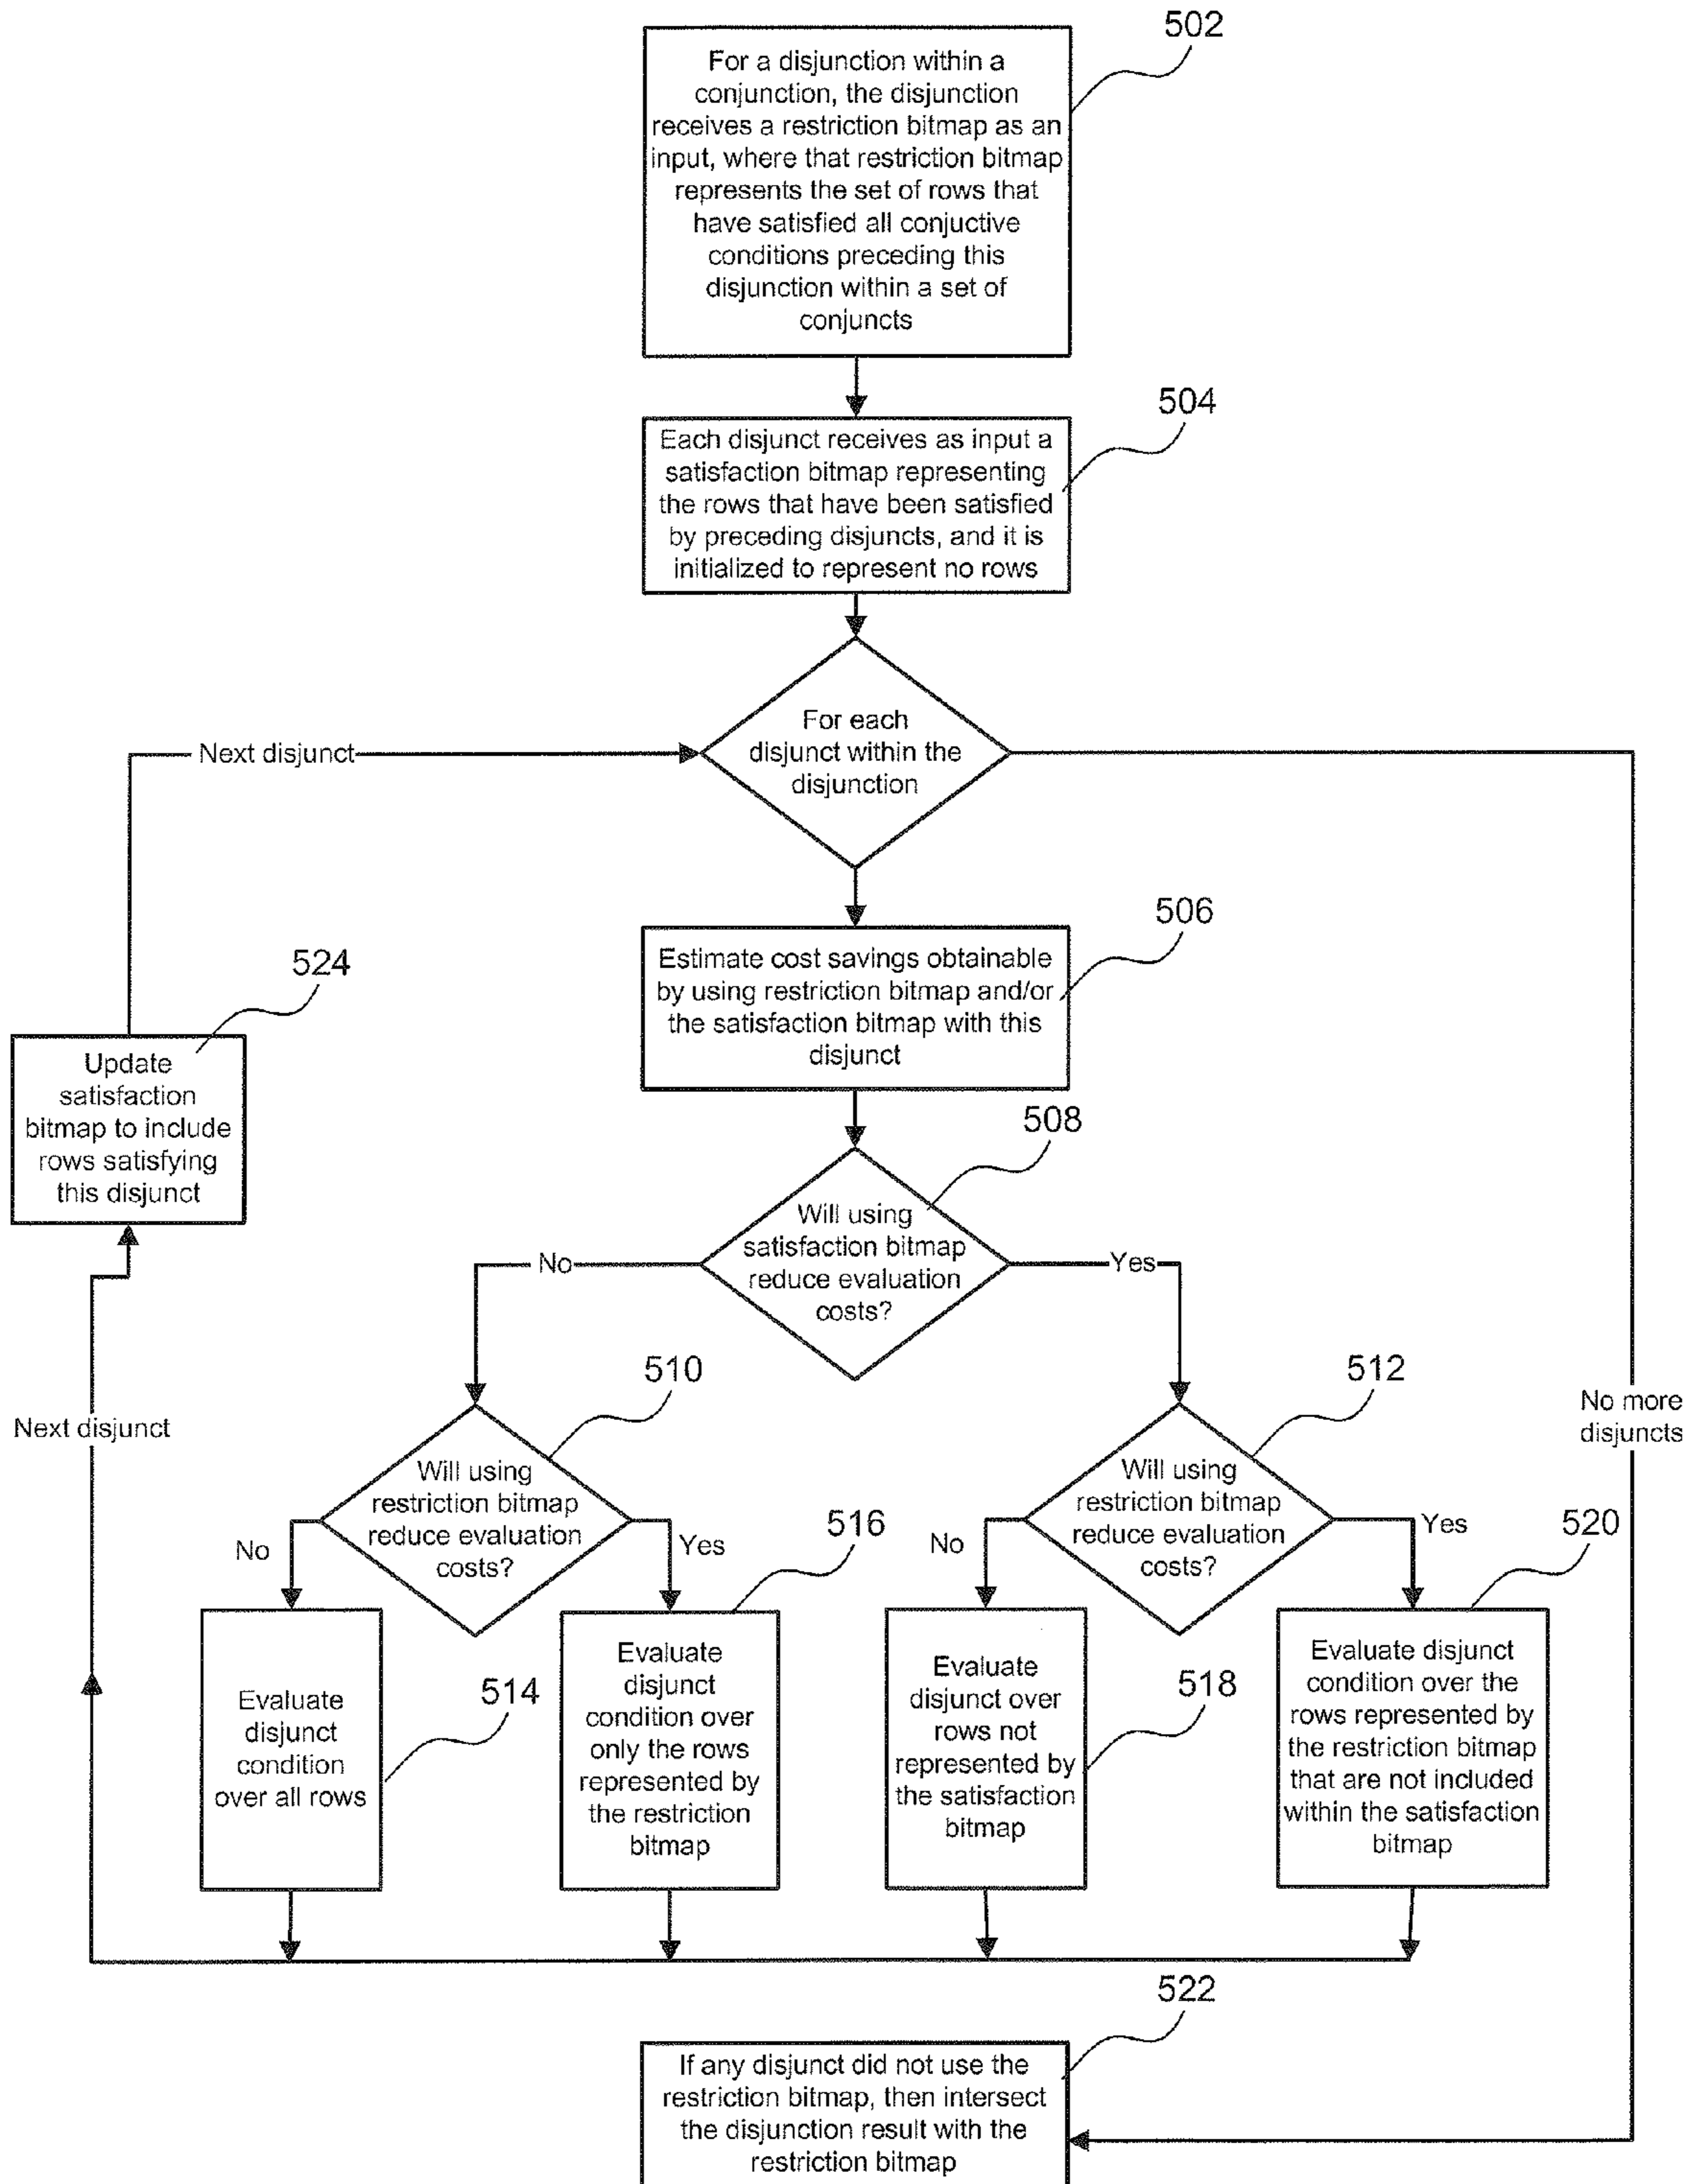 502
For a disjunction within a
conjunction, the disjunction
receives a restriction bitmap as an
input, where that restriction bitmap
represents the set of rows that
have satisfied all conjuctive
conditions preceding this
disjunction within a set of
conjuncts
504
Each disjunct receives as input a
satisfaction bitmap representing
the rows that have been satisfied
by preceding disjuncts, and it is
initialized to represent no rows
For each
disjunct within the
disjunction
Next disjunct
506
Estimate cost savings obtainable
by using restriction bitmap and/or
the satisfaction bitmap with this
disjunct
524
Update
satisfaction
bitmap to include
rows satisfying
this disjunct
508
Will using
satisfaction bitmap
reduce evaluation
costs?
No
Yes
510
512
Next disjunct
No more
disjuncts
Will using
restriction bitmap
reduce evaluation
costs?
Will using
restriction bitmap
reduce evaluation
costs?
No
Yes
516
No
Yes
520
Evaluate
disjunct
condition
over all rows
514
Evaluate
disjunct
condition over
only the rows
represented by
the restriction
bitmap
Evaluate
disjunct over
rows not
represented by
the satisfaction
bitmap
518
Evaluate disjunct
condition over the
rows represented by
the restriction bitmap
that are not included
within the satisfaction
bitmap
522
If any disjunct did not use the
restriction bitmap, then intersect
the disjunction result with the
restriction bitmap